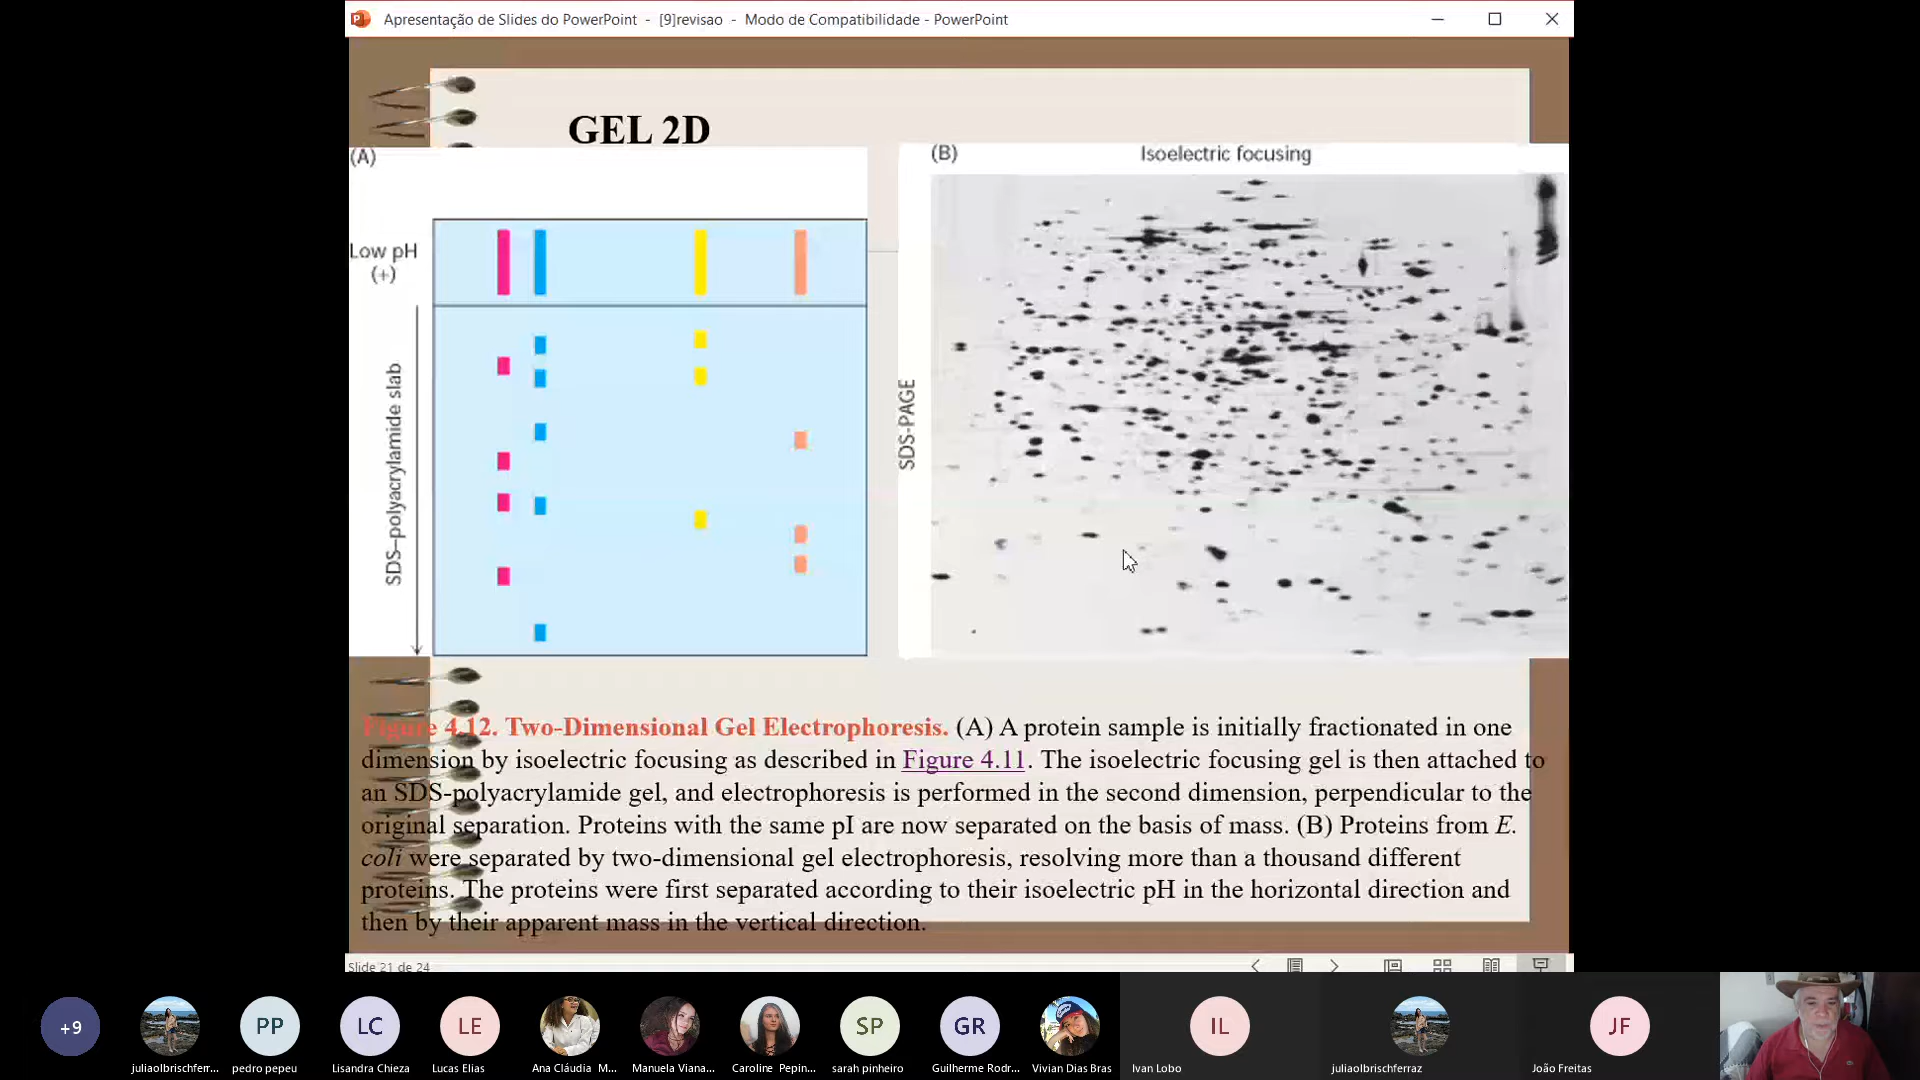 Apresentação de Slides do PowerPoint - [9]revisao - Modo de Compatibilidade - PowerPoint
GEL 2D
(A)
Low pH
(+)
SDS–polyacrylamide slab
(B)
Isoelectric focusing
SDS-PAGE
Figure 4.12. Two-Dimensional Gel Electrophoresis. (A) A protein sample is initially fractionated in one
dimension by isoelectric focusing as described in Figure 4.11. The isoelectric focusing gel is then attached to
an SDS-polyacrylamide gel, and electrophoresis is performed in the second dimension, perpendicular to the
original separation. Proteins with the same pI are now separated on the basis of mass. (B) Proteins from E.
coli were separated by two-dimensional gel electrophoresis, resolving more than a thousand different
proteins. The proteins were first separated according to their isoelectric pH in the horizontal direction and
then by their apparent mass in the vertical direction.
Slide 21 de 24
+9
PP
LC
LE
SP
GR
IL
JF
juliaolbrischferr...
pedro pepeu
Lisandra Chieza
Lucas Elias
Ana Cláudia M...
Manuela Viana...
Caroline Pepin...
sarah pinheiro
Guilherme Rodr...
Vivian Dias Bras
Ivan Lobo
juliaolbrischferraz
João Freitas